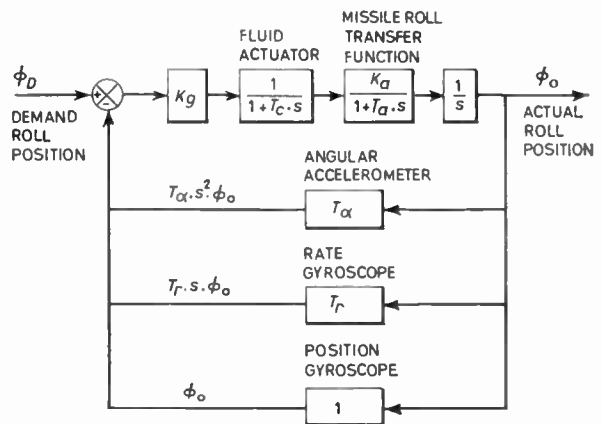 MISSILE ROLL
TRANSFER
FUNCTION
FLUID
ACTUATOR
ϕD
+
−
Kg
1
1+Tc.s
Ka
1+Ta.s
1
s
ϕo
DEMAND
ROLL
POSITION
ACTUAL
ROLL
POSITION
ANGULAR
ACCELEROMETER
Tα.s².ϕo
Tα
RATE
GYROSCOPE
Tr.s.ϕo
Tr
POSITION
GYROSCOPE
ϕo
1